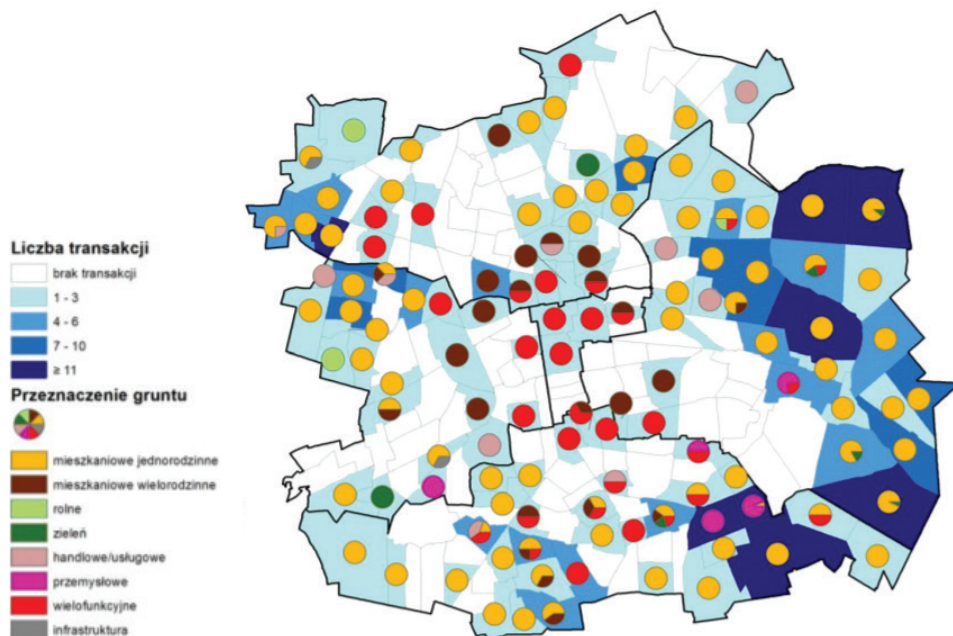 Liczba transakcji
brak transakcji
1 - 3
4 - 6
7 - 10
≥ 11
Przeznaczenie gruntu
mieszkaniowe jednorodzinne
mieszkaniowe wielorodzinne
rolne
zieleń
handlowe/usługowe
przemysłowe
wielofunkcyjne
infrastruktura